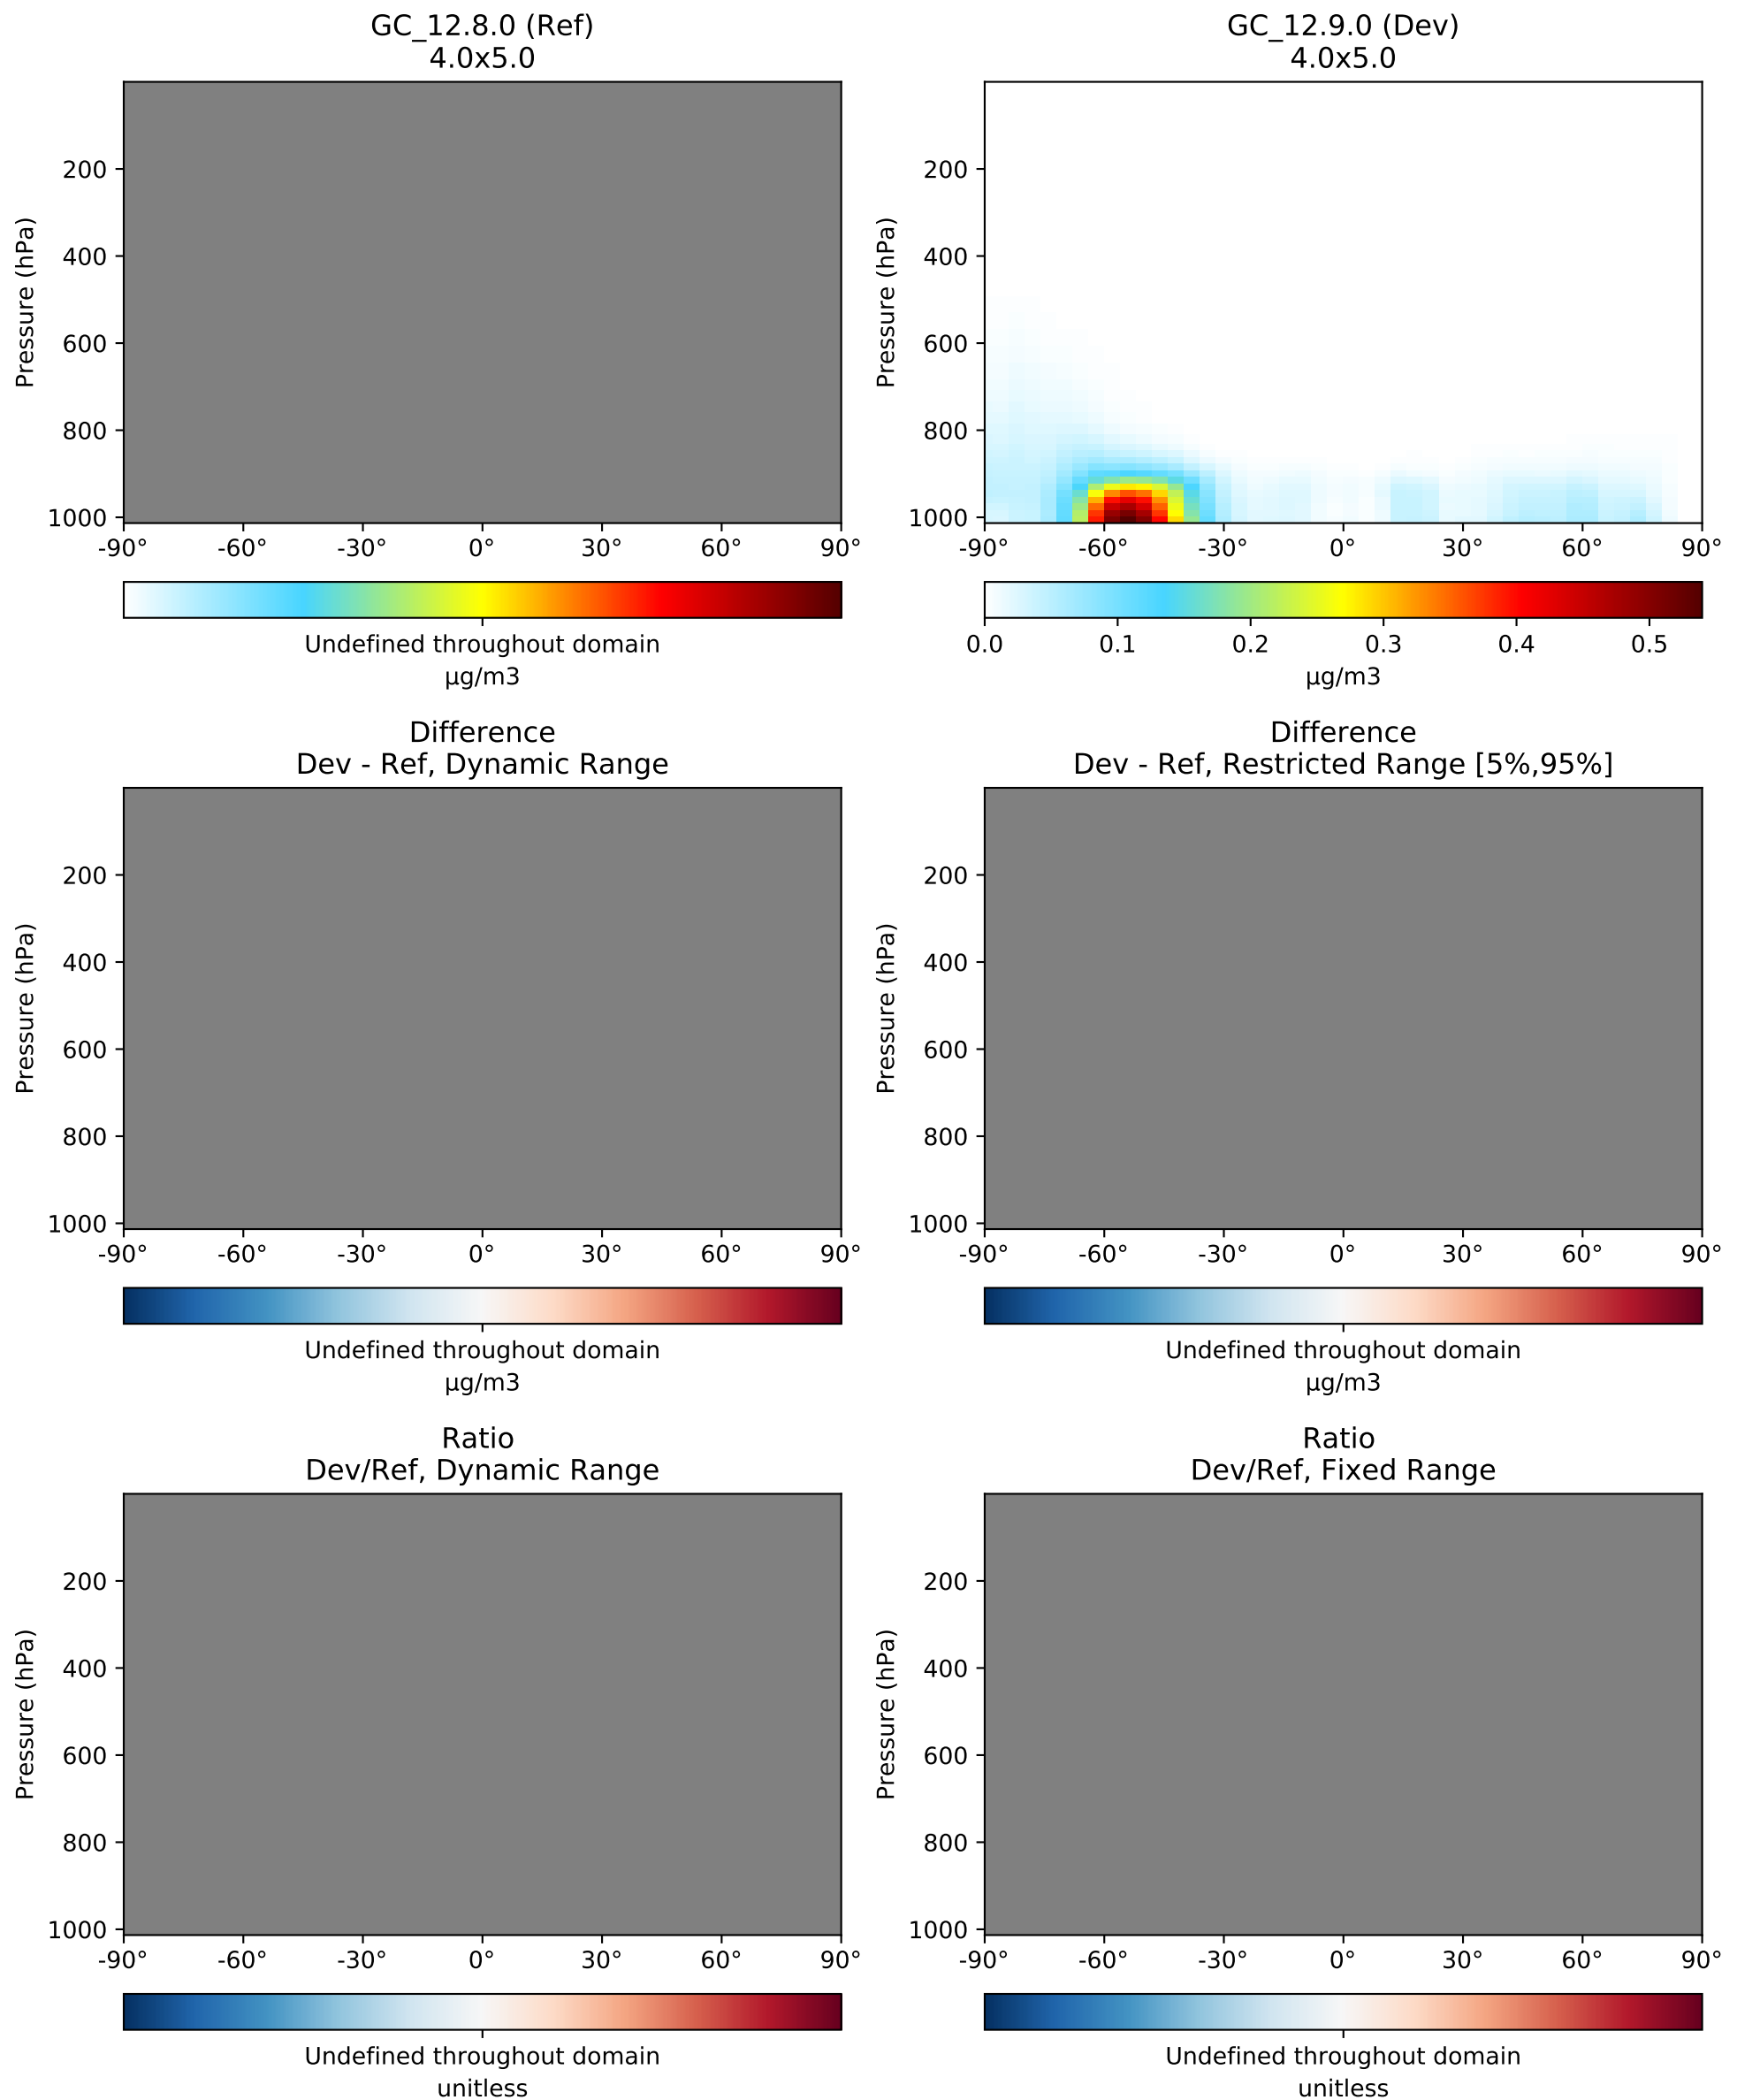 GC_12.8.0 (Ref)
4.0x5.0
Pressure (hPa)
200
400
600
800
1000
-90° -60° -30° 0° 30° 60° 90°
Undefined throughout domain
µg/m3
GC_12.9.0 (Dev)
4.0x5.0
Pressure (hPa)
200
400
600
800
1000
-90° -60° -30° 0° 30° 60° 90°
0.0 0.1 0.2 0.3 0.4 0.5
µg/m3
Difference
Dev - Ref, Dynamic Range
Pressure (hPa)
200
400
600
800
1000
-90° -60° -30° 0° 30° 60° 90°
Undefined throughout domain
µg/m3
Difference
Dev - Ref, Restricted Range [5%,95%]
Pressure (hPa)
200
400
600
800
1000
-90° -60° -30° 0° 30° 60° 90°
Undefined throughout domain
µg/m3
Ratio
Dev/Ref, Dynamic Range
Pressure (hPa)
200
400
600
800
1000
-90° -60° -30° 0° 30° 60° 90°
Undefined throughout domain
unitless
Ratio
Dev/Ref, Fixed Range
Pressure (hPa)
200
400
600
800
1000
-90° -60° -30° 0° 30° 60° 90°
Undefined throughout domain
unitless